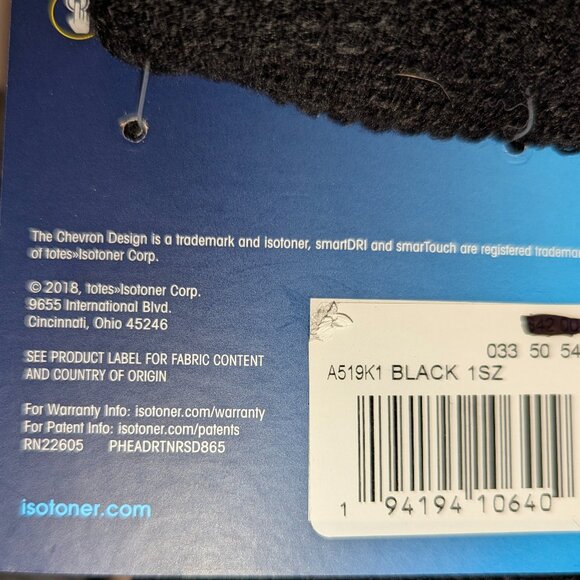 The Chevron Design is a trademark and isotoner, smartDRI and smarTouch are registered tradema
of totes»Isotoner Corp.
© 2018, totes»Isotoner Corp.
9655 International Blvd.
Cincinnati, Ohio 45246
SEE PRODUCT LABEL FOR FABRIC CONTENT
AND COUNTRY OF ORIGIN
For Warranty Info: isotoner.com/warranty
For Patent Info: isotoner.com/patents
RN22605 PHEADRTNRSD865
isotoner.com
033 50 54
A519K1 BLACK 1SZ
1 94194 10640